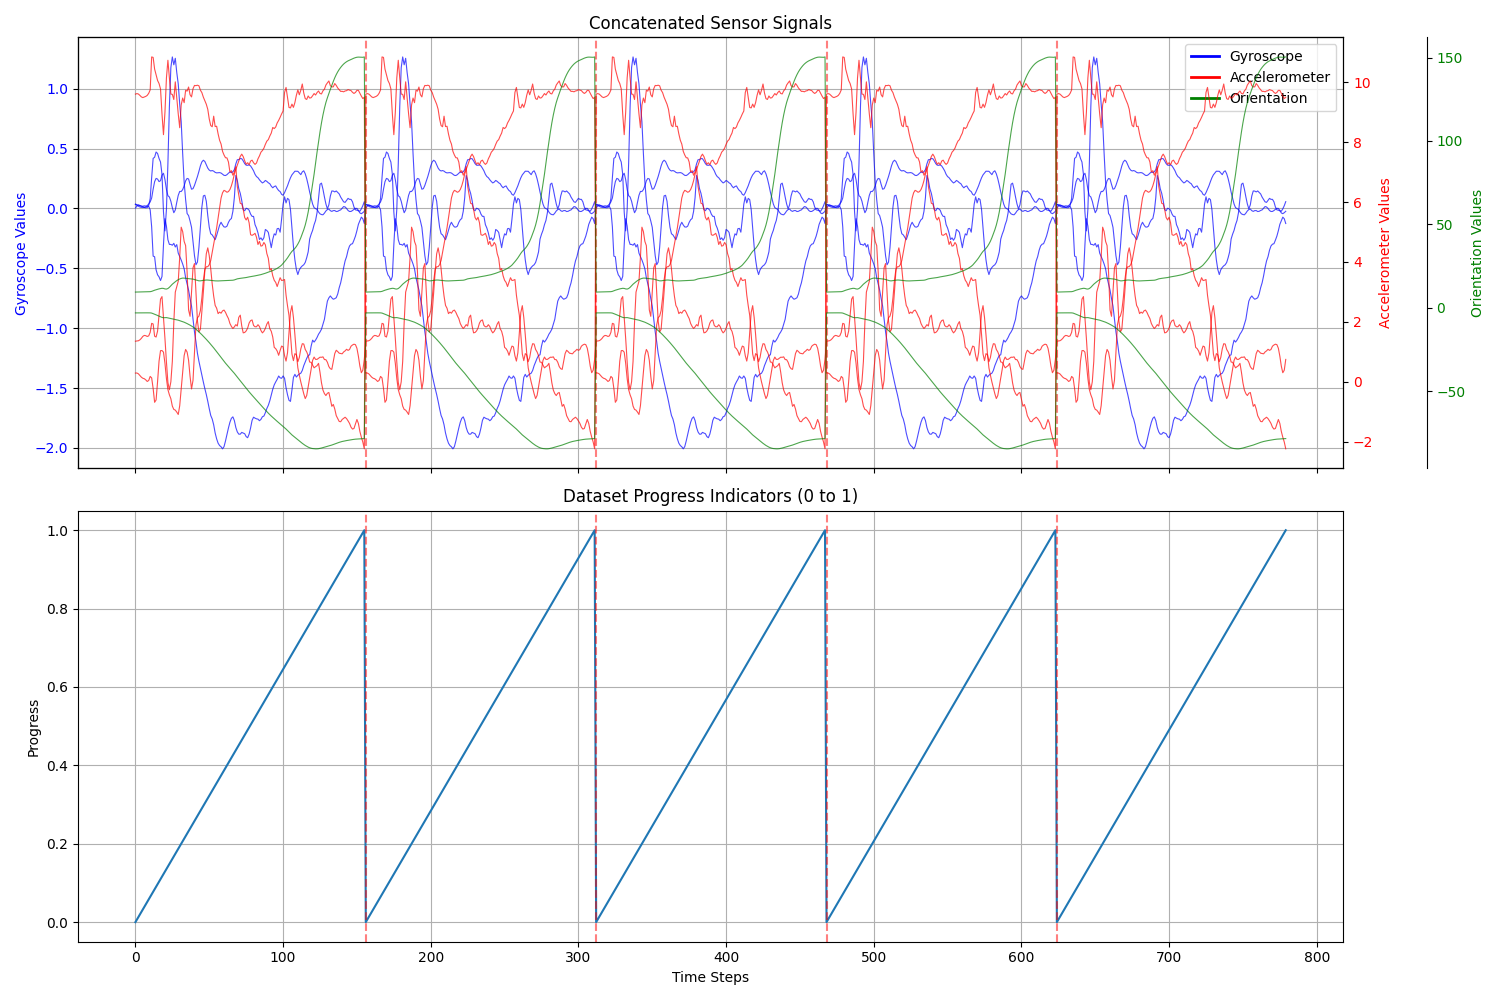 Concatenated Sensor Signals
Gyroscope Values
1.0
0.5
0.0
−0.5
−1.0
−1.5
−2.0
Gyroscope
Accelerometer
Orientation
10
8
6
4
2
0
−2
Accelerometer Values
150
100
50
0
−50
Orientation Values
Dataset Progress Indicators (0 to 1)
Progress
1.0
0.8
0.6
0.4
0.2
0.0
0 100 200 300 400 500 600 700 800
Time Steps